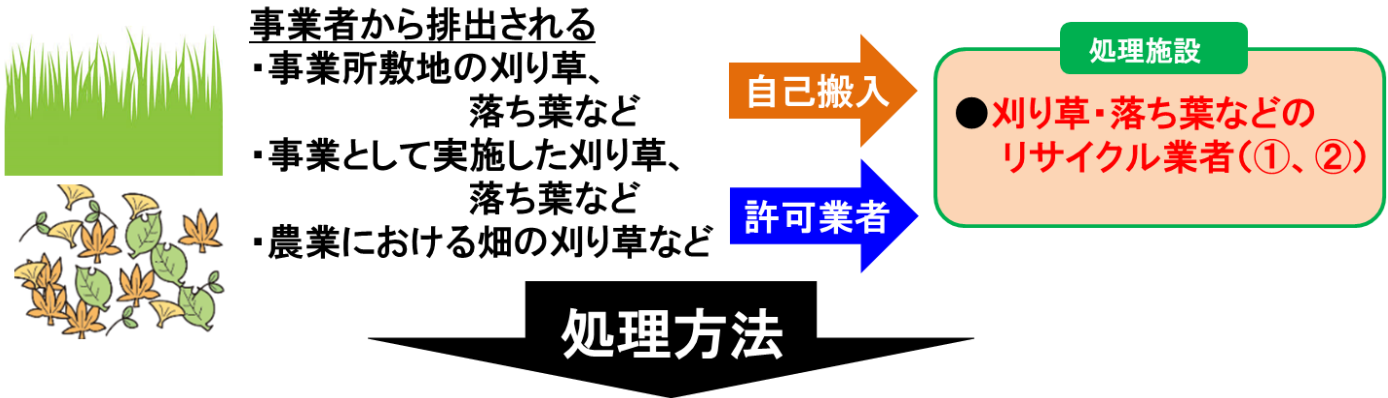 事業者から排出される
・事業所敷地の刈り草、
落ち葉など
・事業として実施した刈り草、
落ち葉など
・農業における畑の刈り草など
自己搬入
許可業者
処理施設
●刈り草・落ち葉などの
リサイクル業者(①、②)
処理方法